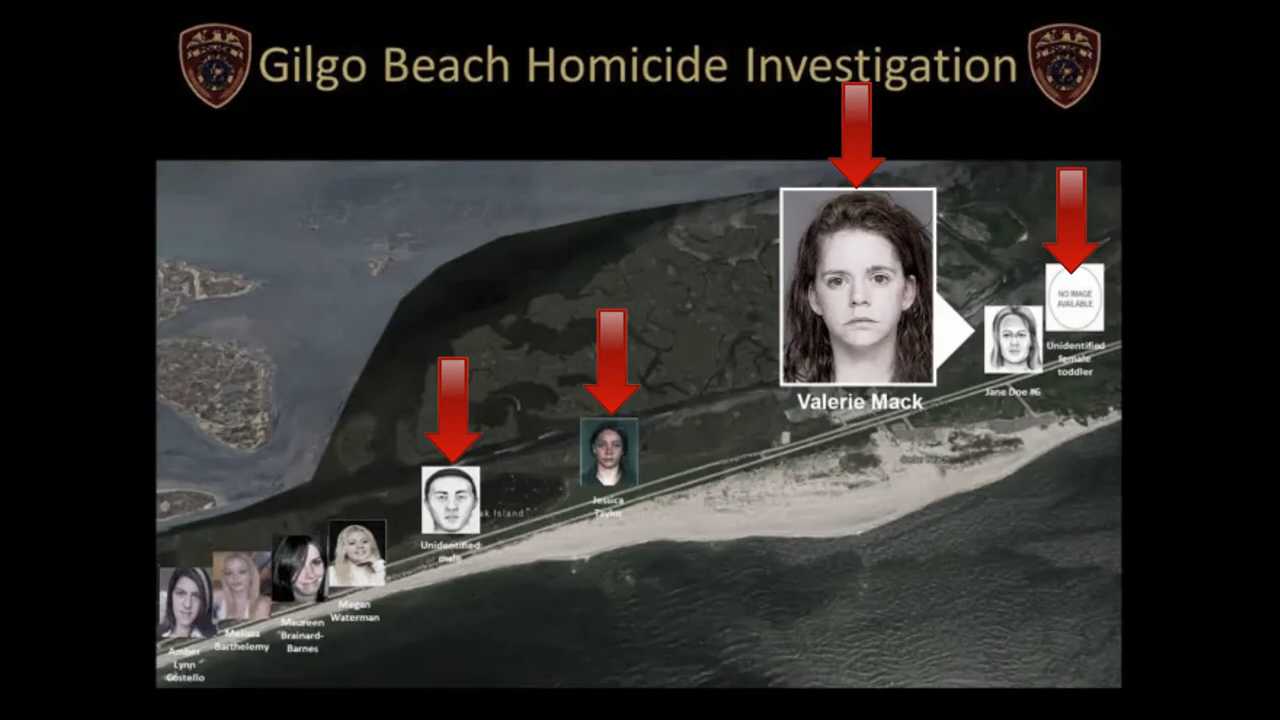 Gilgo Beach Homicide Investigation
NO IMAGE
AVAILABLE
Unidentified
female
toddler
Jane Doe #6
Valerie Mack
Jessica
Taylor
Unidentified
male
Megan
Waterman
Maureen
Brainard-
Barnes
Melissa
Barthelemy
Amber
Lynn
Costello